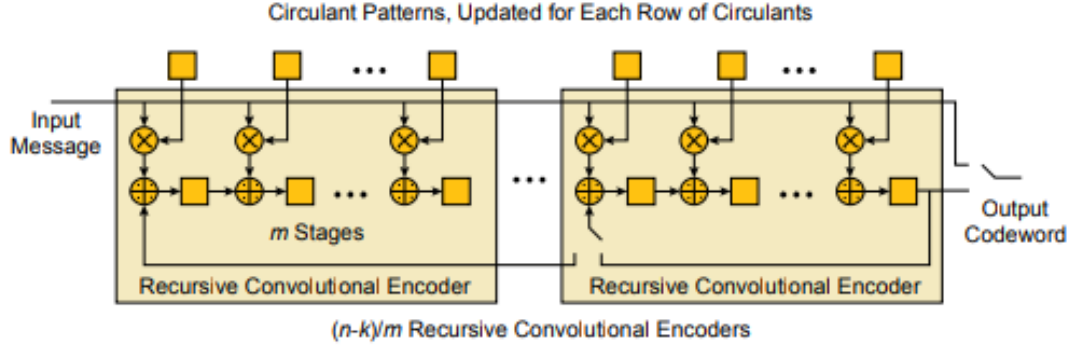 Circulant Patterns, Updated for Each Row of Circulants
Input
Message
m Stages
Output
Codeword
Recursive Convolutional Encoder
Recursive Convolutional Encoder
(n-k)/m Recursive Convolutional Encoders